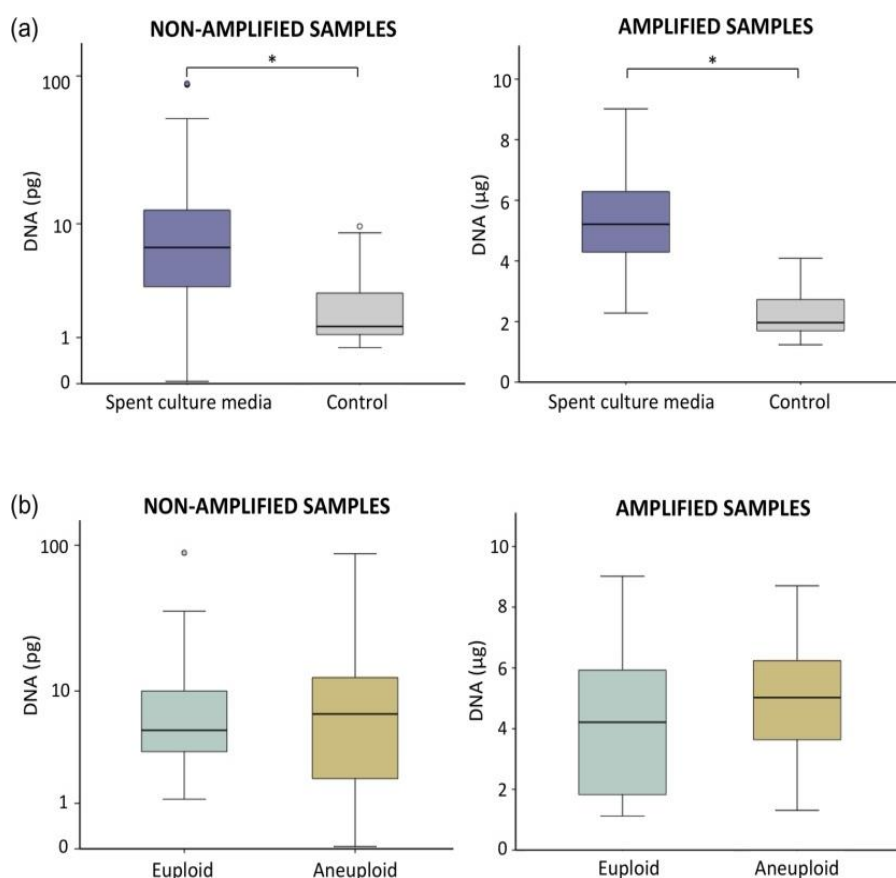 (a)
NON-AMPLIFIED SAMPLES
*
100
10
1
0
DNA (pg)
Spent culture media
Control
AMPLIFIED SAMPLES
*
10
8
6
4
2
0
DNA (µg)
Spent culture media
Control
(b)
NON-AMPLIFIED SAMPLES
100
10
1
0
DNA (pg)
Euploid
Aneuploid
AMPLIFIED SAMPLES
10
8
6
4
2
0
DNA (µg)
Euploid
Aneuploid